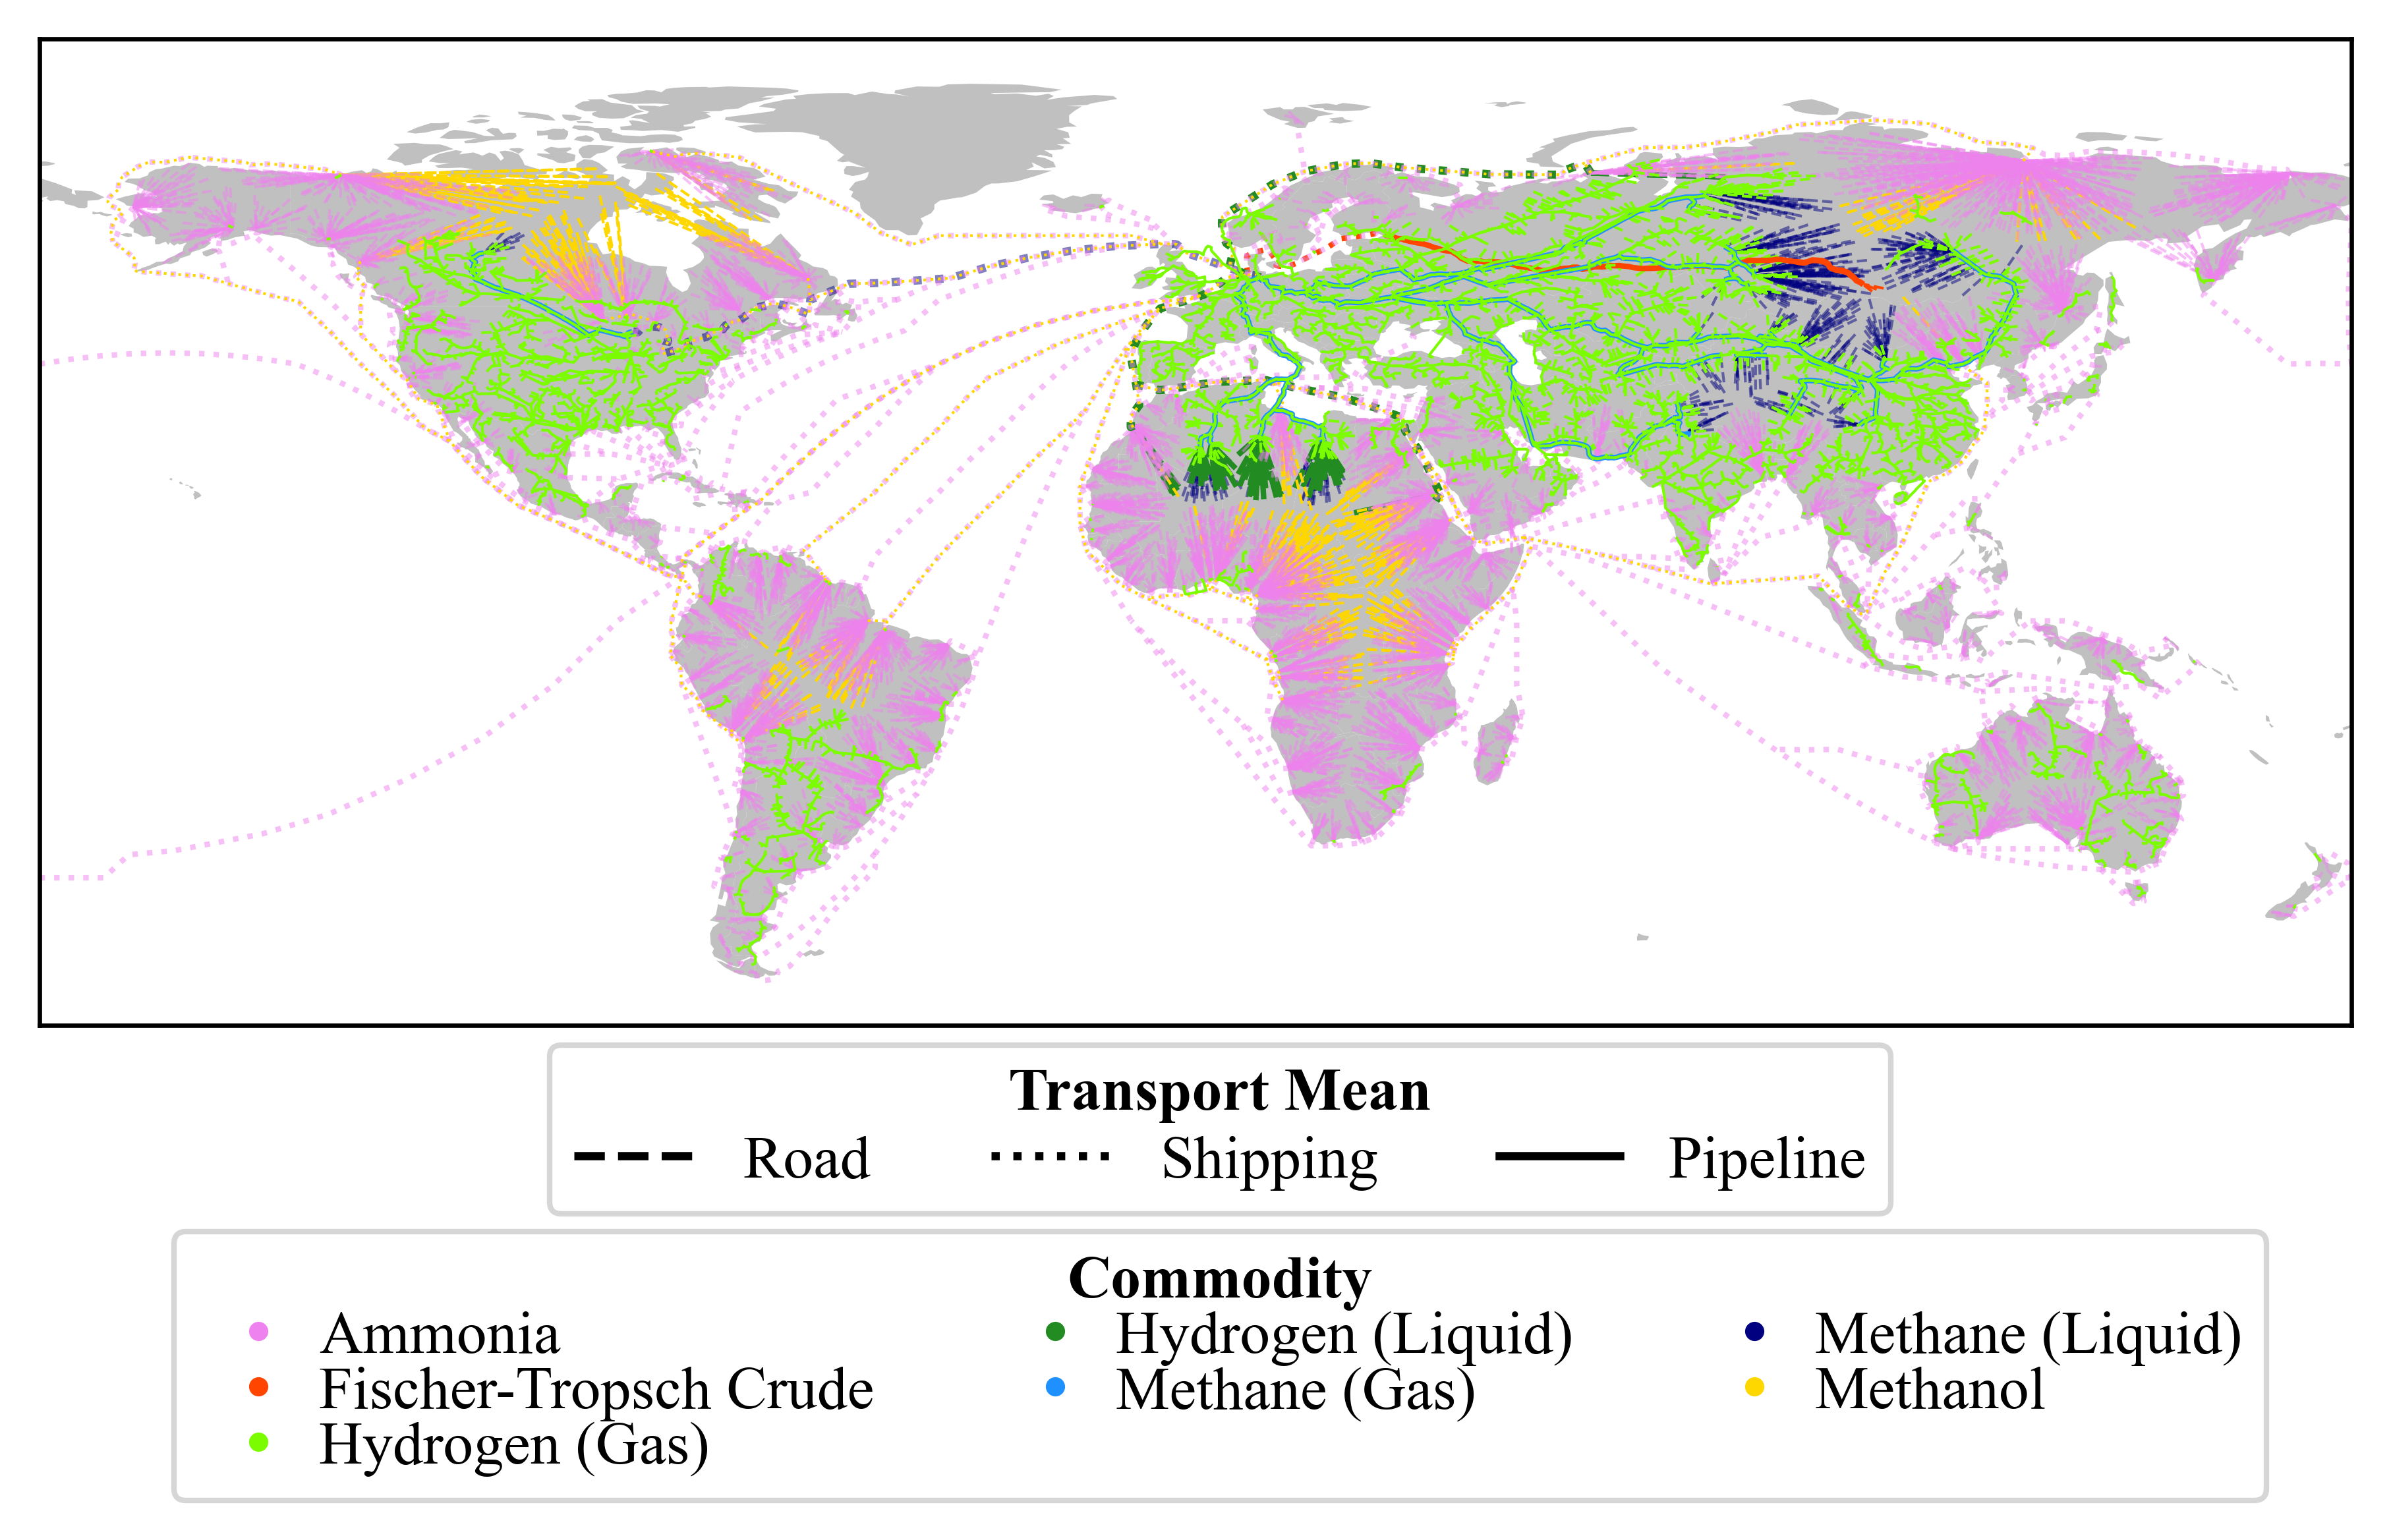 Transport Mean
Road Shipping Pipeline
Commodity
Ammonia Hydrogen (Liquid) Methane (Liquid)
Fischer-Tropsch Crude Methane (Gas) Methanol
Hydrogen (Gas)